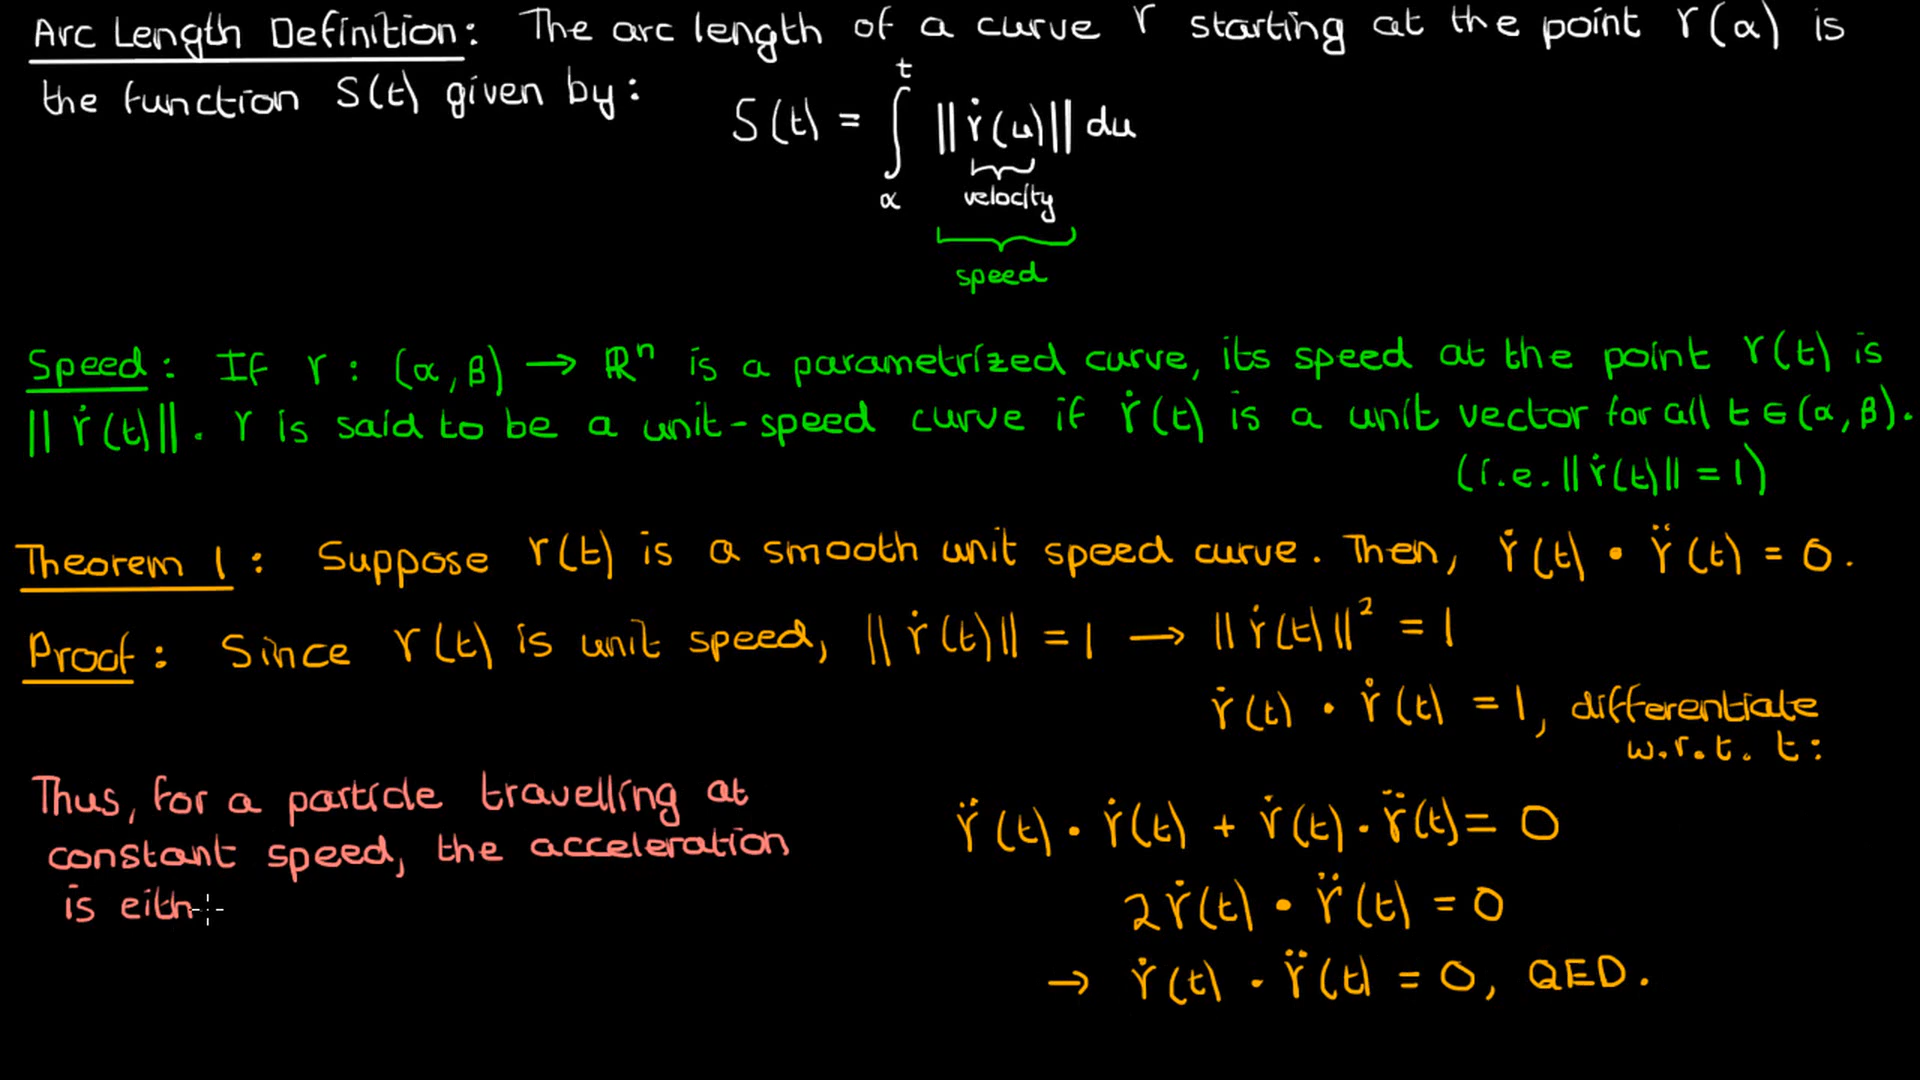 Arc Length Definition: The arc length of a curve r starting at the point r(α) is
the function S(t) given by:
S(t) = ∫_α^t ||ṙ(u)|| du
velocity
speed
Speed: If r : (α, β) → ℝⁿ is a parametrized curve, its speed at the point r(t) is
||ṙ(t)||. r is said to be a unit-speed curve if ṙ(t) is a unit vector for all t ∈ (α, β).
(i.e. ||ṙ(t)|| = 1)
Theorem 1: Suppose r(t) is a smooth unit speed curve. Then, ṙ(t) • r̈(t) = 0.
Proof: Since r(t) is unit speed, ||ṙ(t)|| = 1 → ||ṙ(t)||² = 1
ṙ(t) • ṙ(t) = 1, differentiate
w.r.t. t:
r̈(t) • ṙ(t) + ṙ(t) • r̈(t) = 0
2ṙ(t) • r̈(t) = 0
→ ṙ(t) • r̈(t) = 0, QED.
Thus, for a particle travelling at
constant speed, the acceleration
is eith